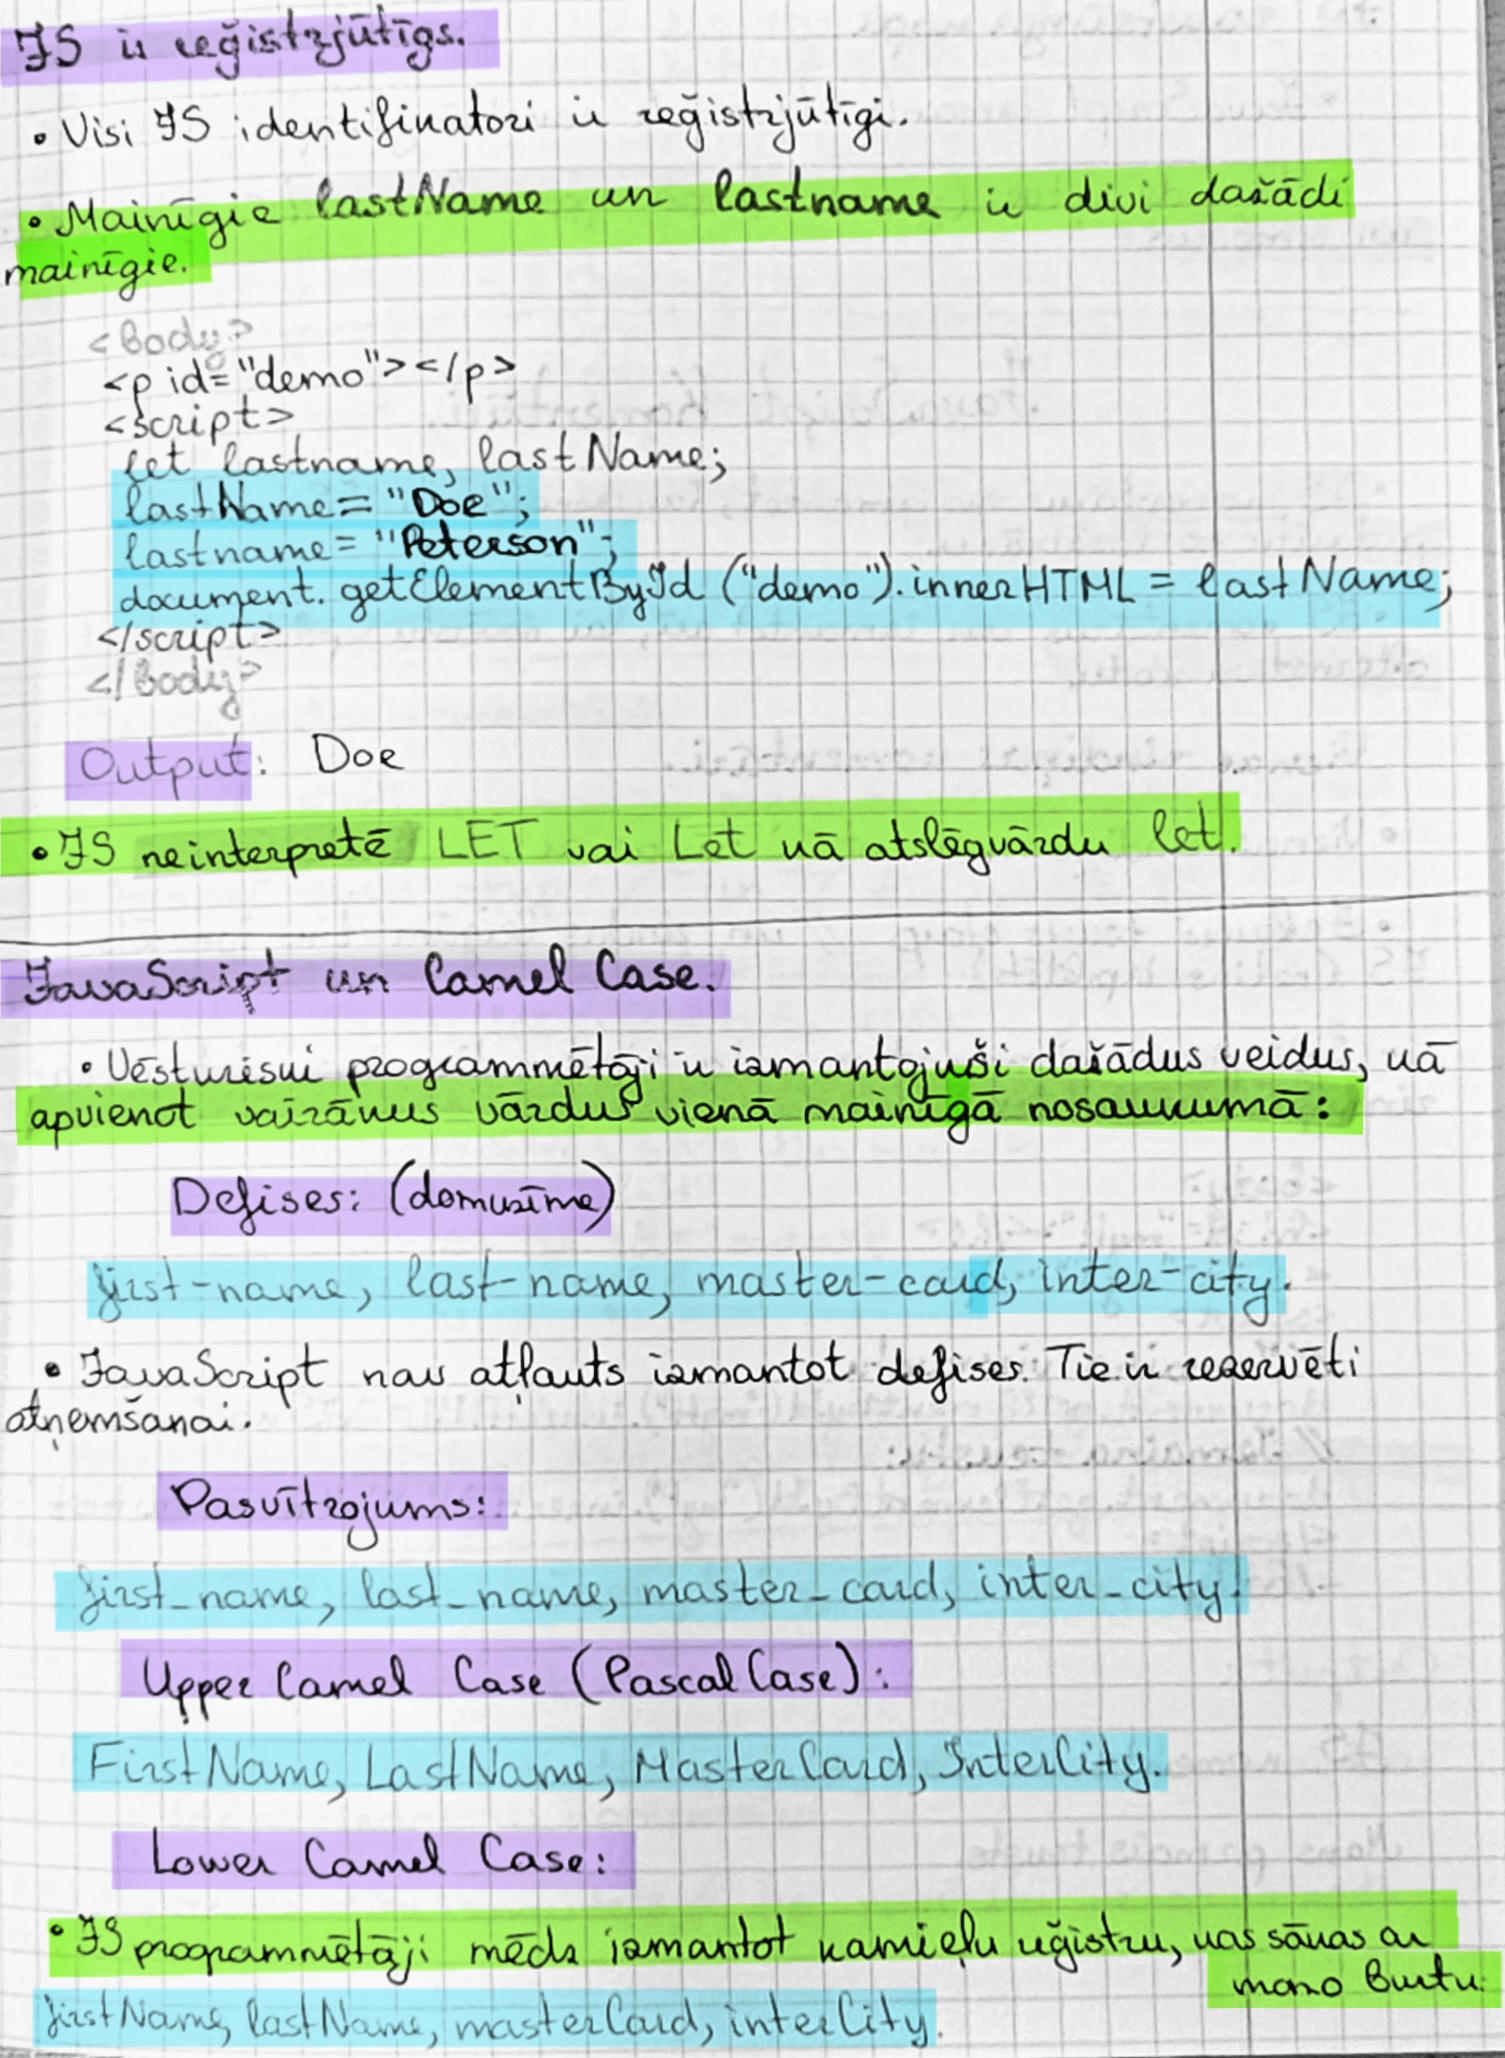 JS ir reģistrjūtīgs.
• Visi JS identifikatori ir reģistrjūtīgi.
• Mainīgie lastName un lastname ir divi dažādi
mainīgie.
<body>
<p id="demo"></p>
<script>
let lastname, lastName;
lastName = "Doe";
lastname = "Peterson";
document.getElementById ("demo").innerHTML = lastName;
</script>
</body>
Output: Doe
• JS neinterpretē LET vai Let kā atslēgvārdu let.
JavaScript un Camel Case.
• Vēsturiski programmētāji ir izmantojuši dažādus veidus, kā
apvienot vairākus vārdus vienā mainīgā nosaukumā:
Defises: (domuzīme)
first-name, last-name, master-card, inter-city.
• JavaScript nav atļauts izmantot defises. Tie ir rezervēti
atņemšanai.
Pasvītrojums:
first_name, last_name, master_card, inter_city.
Upper Camel Case (Pascal Case):
FirstName, LastName, MasterCard, InterCity.
Lower Camel Case:
• JS programmētāji mēdz izmantot kamieļu reģistru, kas sākas ar
mazo burtu:
firstName, lastName, masterCard, interCity.